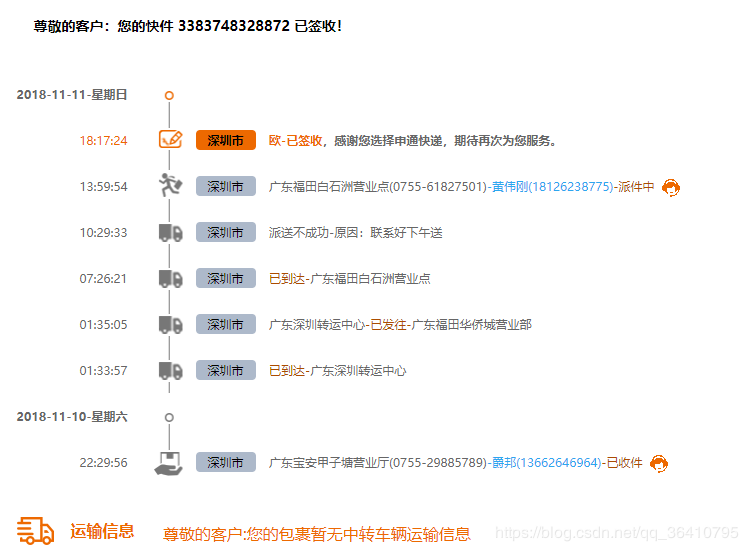 尊敬的客户：您的快件 3383748328872 已签收！
2018-11-11-星期日
18:17:24 深圳市 欧-已签收，感谢您选择申通快递，期待再次为您服务。
13:59:54 深圳市 广东福田白石洲营业点(0755-61827501)-黄伟刚(18126238775)-派件中
10:29:33 深圳市 派送不成功-原因：联系好下午送
07:26:21 深圳市 已到达-广东福田白石洲营业点
01:35:05 深圳市 广东深圳转运中心-已发往-广东福田华侨城营业部
01:33:57 深圳市 已到达-广东深圳转运中心
2018-11-10-星期六
22:29:56 深圳市 广东宝安甲子塘营业厅(0755-29885789)-爵邦(13662646964)-已收件
运输信息 尊敬的客户:您的包裹暂无中转车辆运输信息
https://blog.csdn.net/qq_36410795